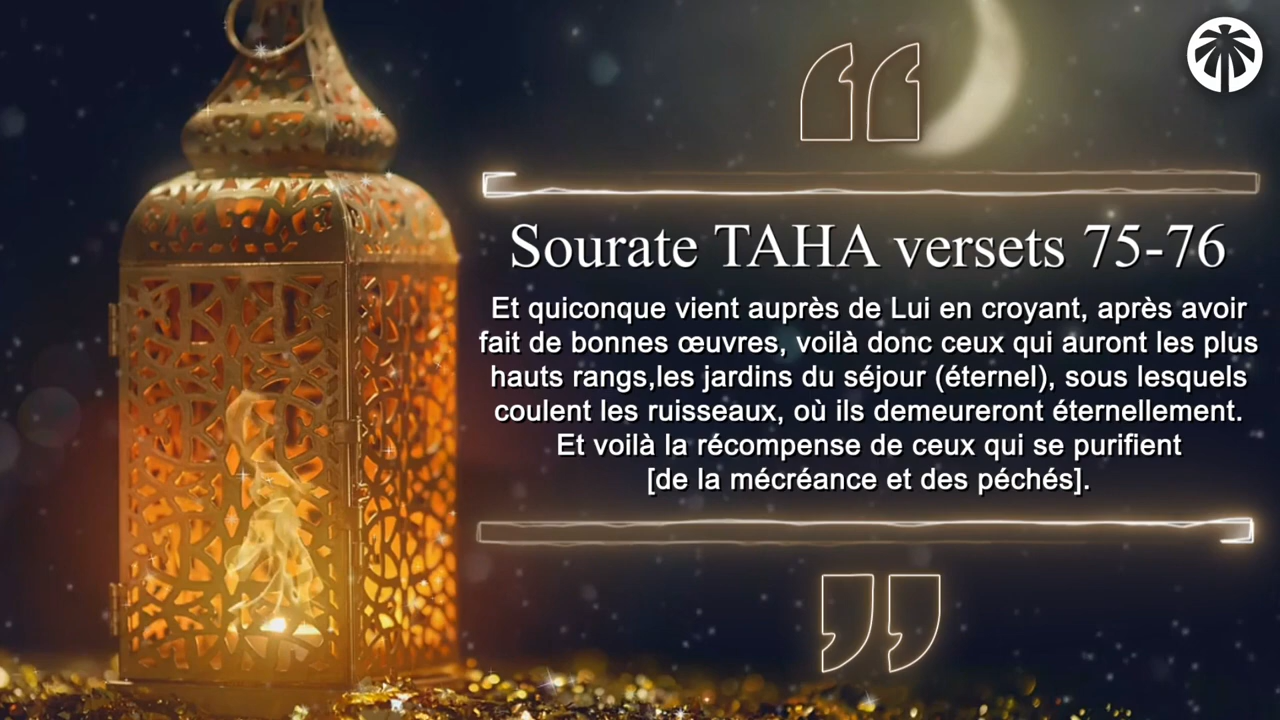 Sourate TAHA versets 75-76
Et quiconque vient auprès de Lui en croyant, après avoir
fait de bonnes œuvres, voilà donc ceux qui auront les plus
hauts rangs,les jardins du séjour (éternel), sous lesquels
coulent les ruisseaux, où ils demeureront éternellement.
Et voilà la récompense de ceux qui se purifient
[de la mécréance et des péchés].